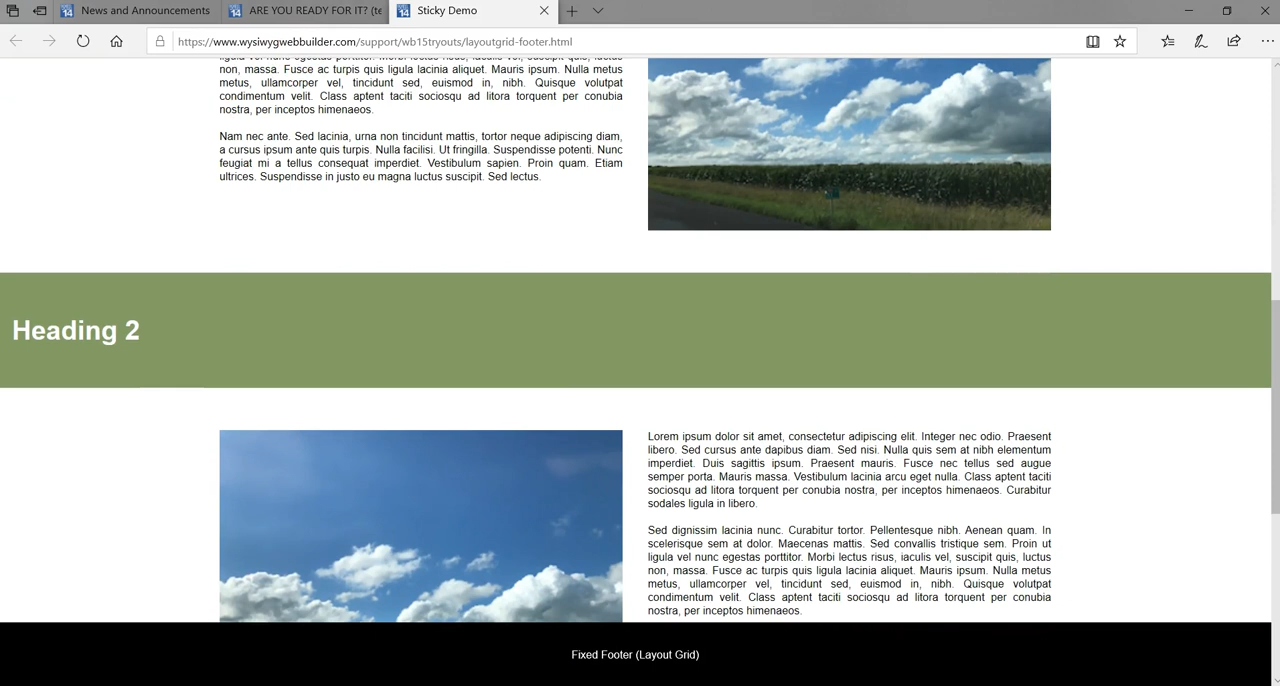 News and Announcements
ARE YOU READY FOR IT? (te
Sticky Demo
https://www.wysiwygwebbuilder.com/support/wb15tryouts/layoutgrid-footer.html
ligula vel nunc egestas porttitor. Morbi lectus risus, iaculis vel, suscipit quis, luctus
non, massa. Fusce ac turpis quis ligula lacinia aliquet. Mauris ipsum. Nulla metus
metus, ullamcorper vel, tincidunt sed, euismod in, nibh. Quisque volutpat
condimentum velit. Class aptent taciti sociosqu ad litora torquent per conubia
nostra, per inceptos himenaeos.
Nam nec ante. Sed lacinia, urna non tincidunt mattis, tortor neque adipiscing diam,
a cursus ipsum ante quis turpis. Nulla facilisi. Ut fringilla. Suspendisse potenti. Nunc
feugiat mi a tellus consequat imperdiet. Vestibulum sapien. Proin quam. Etiam
ultrices. Suspendisse in justo eu magna luctus suscipit. Sed lectus.
Heading 2
Lorem ipsum dolor sit amet, consectetur adipiscing elit. Integer nec odio. Praesent
libero. Sed cursus ante dapibus diam. Sed nisi. Nulla quis sem at nibh elementum
imperdiet. Duis sagittis ipsum. Praesent mauris. Fusce nec tellus sed augue
semper porta. Mauris massa. Vestibulum lacinia arcu eget nulla. Class aptent taciti
sociosqu ad litora torquent per conubia nostra, per inceptos himenaeos. Curabitur
sodales ligula in libero.
Sed dignissim lacinia nunc. Curabitur tortor. Pellentesque nibh. Aenean quam. In
scelerisque sem at dolor. Maecenas mattis. Sed convallis tristique sem. Proin ut
ligula vel nunc egestas porttitor. Morbi lectus risus, iaculis vel, suscipit quis, luctus
non, massa. Fusce ac turpis quis ligula lacinia aliquet. Mauris ipsum. Nulla metus
metus, ullamcorper vel, tincidunt sed, euismod in, nibh. Quisque volutpat
condimentum velit. Class aptent taciti sociosqu ad litora torquent per conubia
nostra, per inceptos himenaeos.
Fixed Footer (Layout Grid)